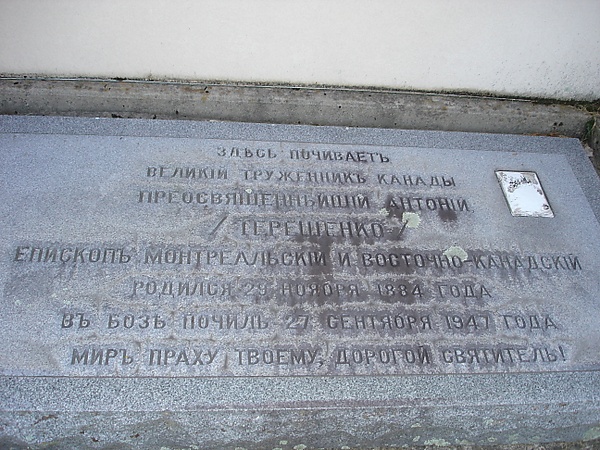 ЗДѢСЬ ПОЧИВАЕТЪ
ВЕЛИКІЙ ТРУЖЕННИКЪ КАНАДЫ
ПРЕОСВЯЩЕННѢЙШІЙ АНТОНІЙ
/ТЕРЕЩЕНКО/
ЕПИСКОПЪ МОНТРЕАЛЬСКІЙ И ВОСТОЧНО-КАНАДСКІЙ
РОДИЛСЯ 23 НОЯБРЯ 1884 ГОДА
ВЪ БОЗѢ ПОЧИЛЪ 27 СЕНТЯБРЯ 1947 ГОДА
МИРЪ ПРАХУ ТВОЕМУ, ДОРОГОЙ СВЯТИТЕЛЬ!